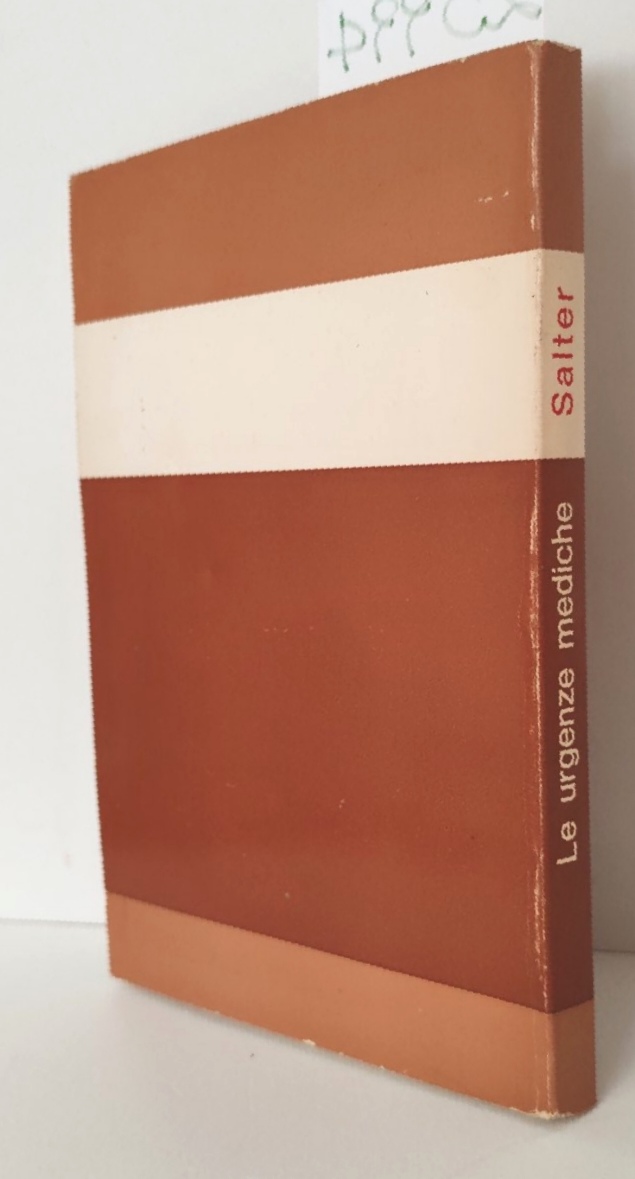 Salter
Le urgenze mediche